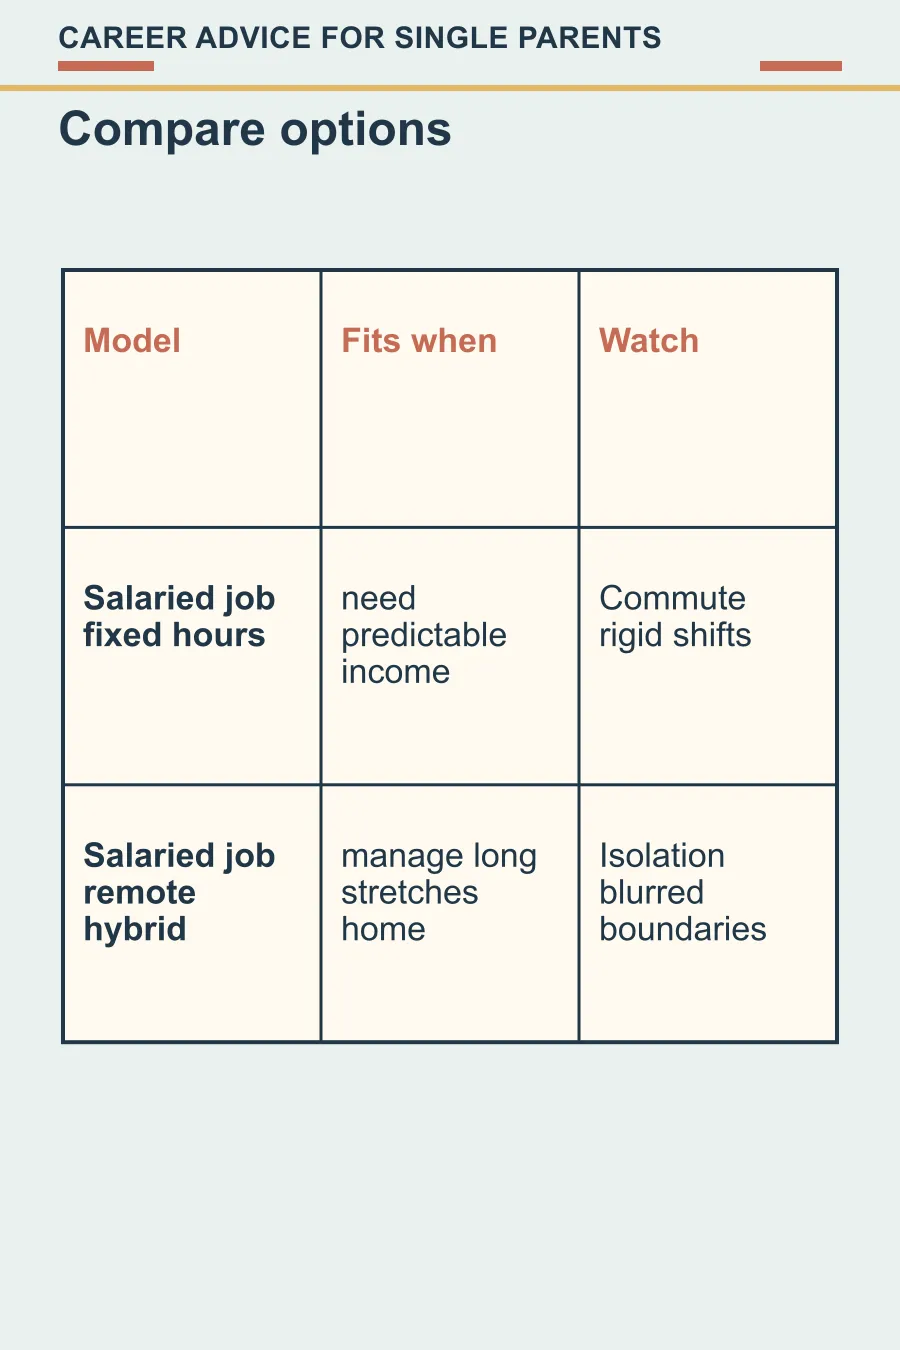 CAREER ADVICE FOR SINGLE PARENTS
Compare options
Model
Fits when
Watch
Salaried job
fixed hours
need
predictable
income
Commute
rigid shifts
Salaried job
remote
hybrid
manage long
stretches
home
Isolation
blurred
boundaries